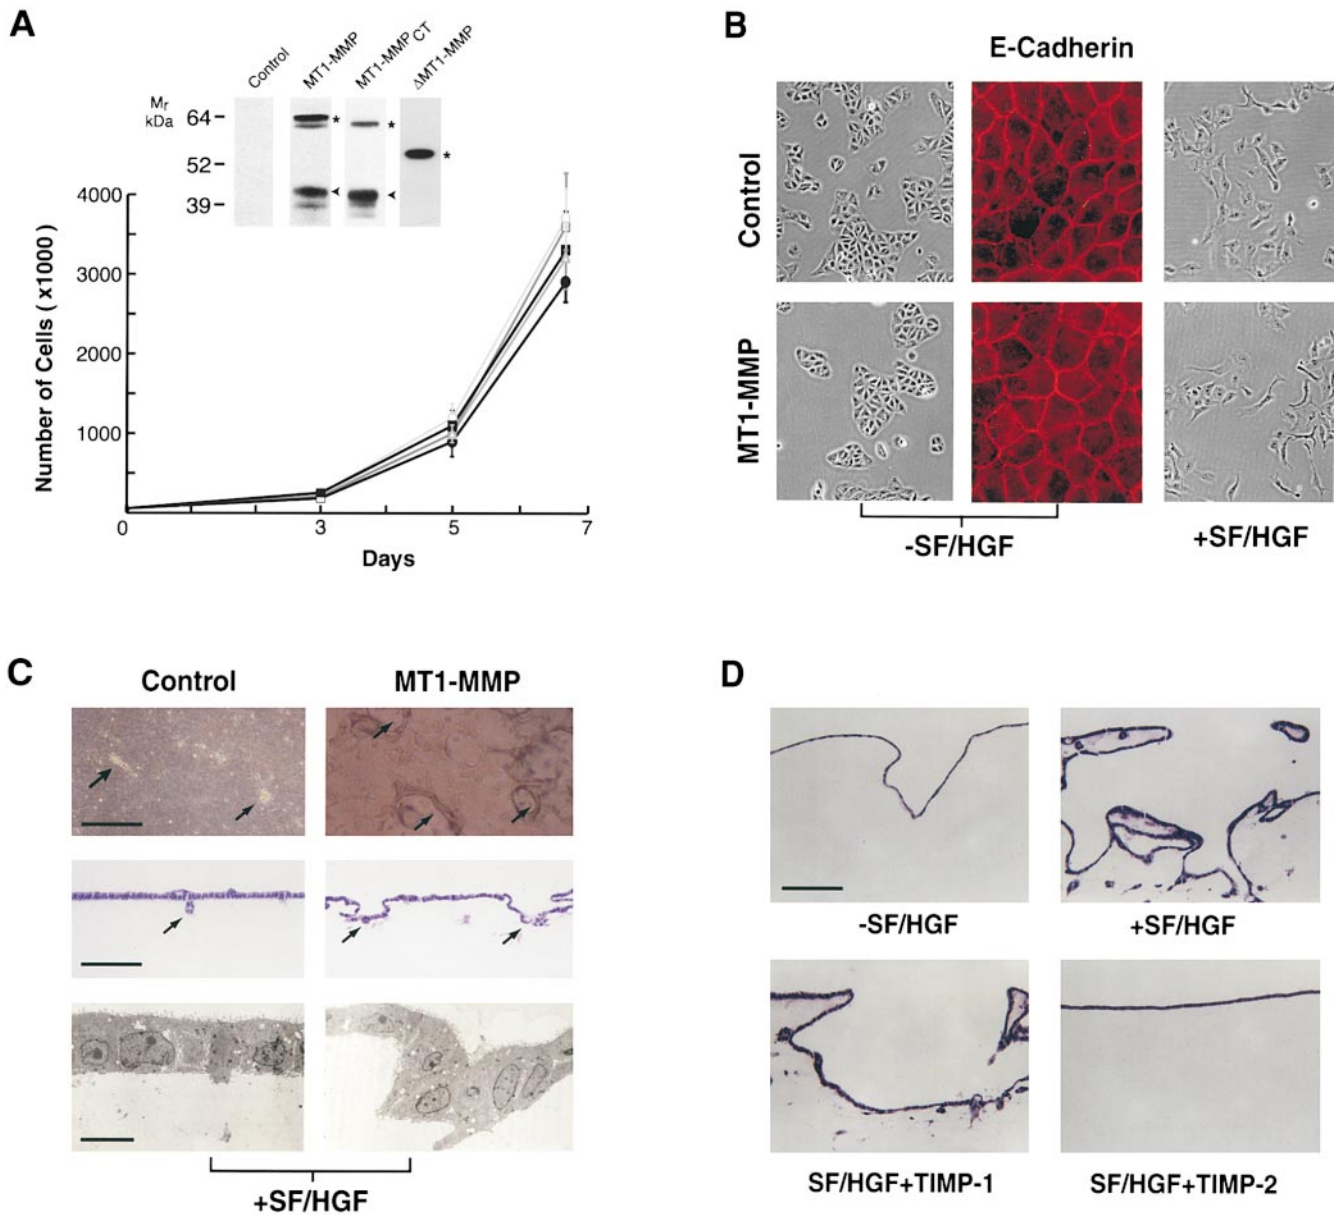 A
Control
MT1-MMP
MT1-MMPCT
ΔMT1-MMP
Mr
kDa
64
*
*
52
*
39
4000
3000
2000
1000
Number of Cells ( x1000)
0
3
5
7
Days
B
E-Cadherin
Control
MT1-MMP
-SF/HGF
+SF/HGF
C
Control
MT1-MMP
+SF/HGF
D
-SF/HGF
+SF/HGF
SF/HGF+TIMP-1
SF/HGF+TIMP-2